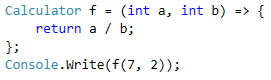 Calculator f = (int a, int b) => {
    return a / b;
};
Console.Write(f(7, 2));